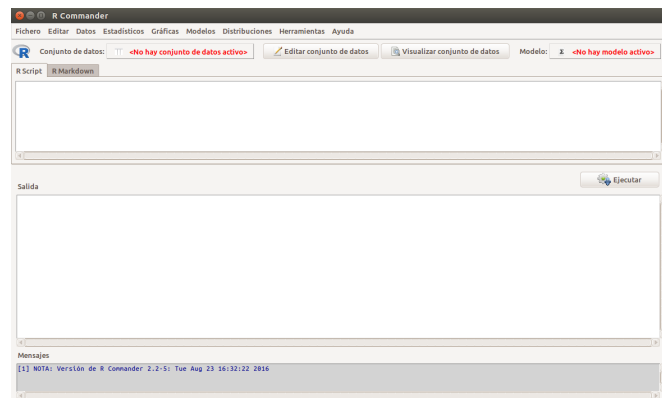 R Commander
Fichero Editar Datos Estadísticos Gráficas Modelos Distribuciones Herramientas Ayuda
R Conjunto de datos: <No hay conjunto de datos activo> Editar conjunto de datos Visualizar conjunto de datos Modelo: Σ <No hay modelo activo>
R Script R Markdown
Ejecutar
Salida
Mensajes
[1] NOTA: Versión de R Commander 2.2-5: Tue Aug 23 16:32:22 2016